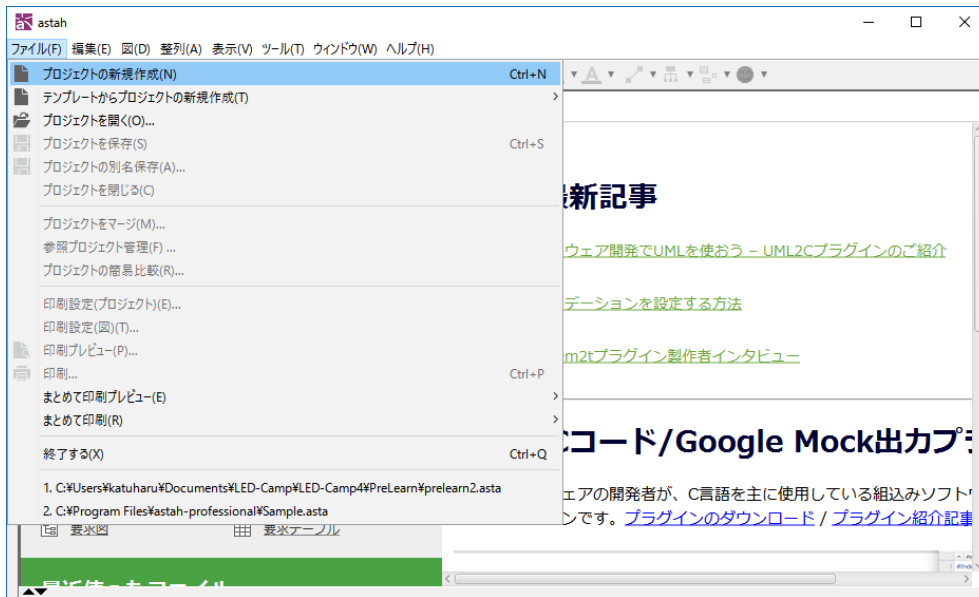 astah
ファイル(F) 編集(E) 図(D) 整列(A) 表示(V) ツール(T) ウィンドウ(W) ヘルプ(H)
プロジェクトの新規作成(N) Ctrl+N
テンプレートからプロジェクトの新規作成(T)
プロジェクトを開く(O)...
プロジェクトを保存(S) Ctrl+S
プロジェクトの別名保存(A)...
プロジェクトを閉じる(C)
プロジェクトをマージ(M)...
参照プロジェクト管理(F) ...
プロジェクトの簡易比較(R)...
印刷設定(プロジェクト)(E)...
印刷設定(図)(T)...
印刷プレビュー(P)...
印刷... Ctrl+P
まとめて印刷プレビュー(E)
まとめて印刷(R)
終了する(X) Ctrl+Q
1. C:¥Users¥katuharu¥Documents¥LED-Camp¥LED-Camp4¥PreLearn¥prelearn2.asta
2. C:¥Program Files¥astah-professional¥Sample.asta
最新記事
ウェア開発でUMLを使おう – UML2Cプラグインのご紹介
デーションを設定する方法
m2tプラグイン製作者インタビュー
Cコード/Google Mock出力プラ
ェアの開発者が、C言語を主に使用している組込みソフト
ンです。プラグインのダウンロード / プラグイン紹介記事
要求図 要求テーブル
最近使ったファイル